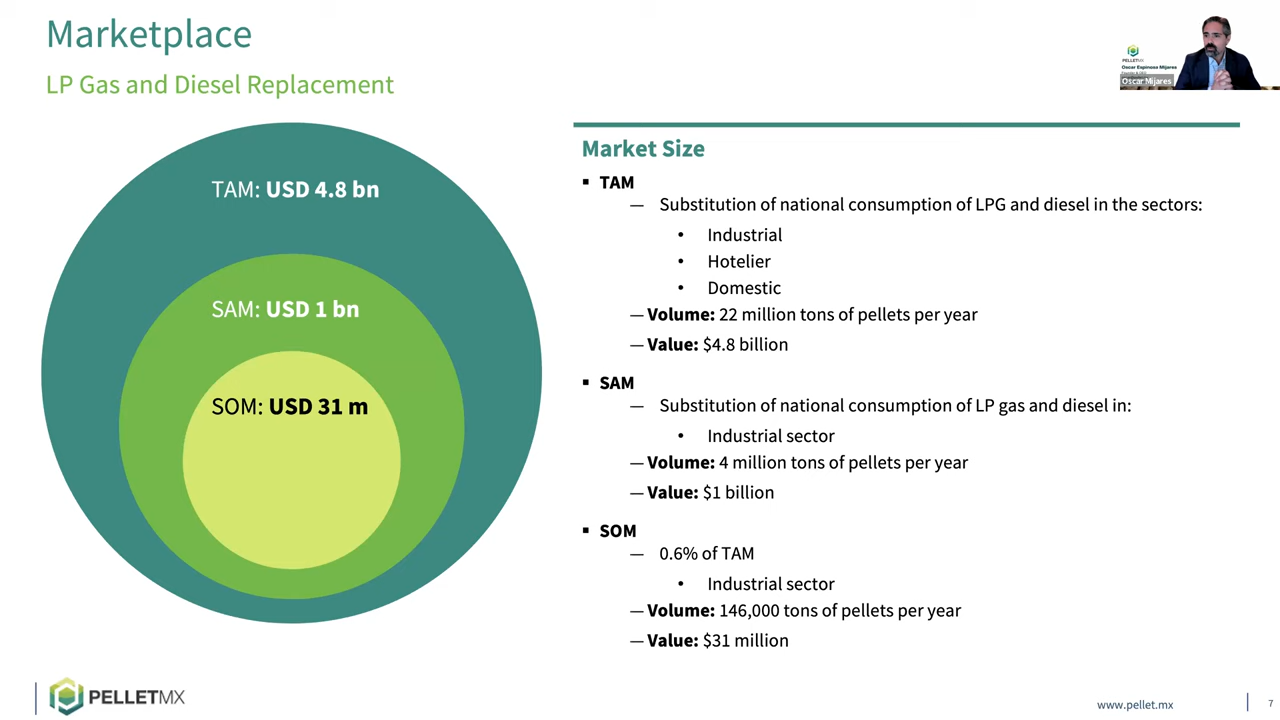 Marketplace
LP Gas and Diesel Replacement
PELLETMX
Oscar Espinosa Mijares
Oscar Mijares
TAM: USD 4.8 bn
SAM: USD 1 bn
SOM: USD 31 m
Market Size
▪ TAM
— Substitution of national consumption of LPG and diesel in the sectors:
• Industrial
• Hotelier
• Domestic
— Volume: 22 million tons of pellets per year
— Value: $4.8 billion
▪ SAM
— Substitution of national consumption of LP gas and diesel in:
• Industrial sector
— Volume: 4 million tons of pellets per year
— Value: $1 billion
▪ SOM
— 0.6% of TAM
• Industrial sector
— Volume: 146,000 tons of pellets per year
— Value: $31 million
PELLETMX
www.pellet.mx
7